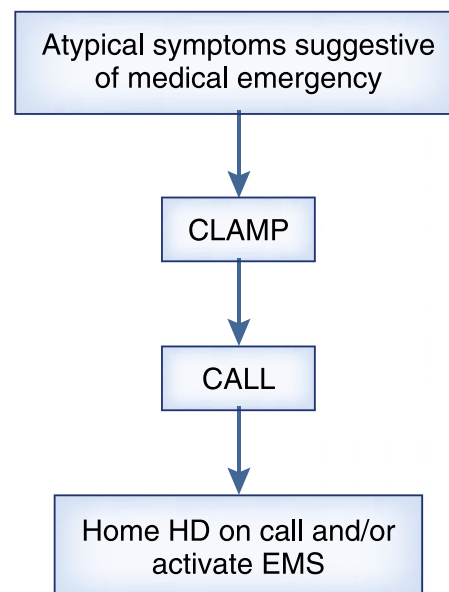 Atypical symptoms suggestive
of medical emergency
CLAMP
CALL
Home HD on call and/or
activate EMS